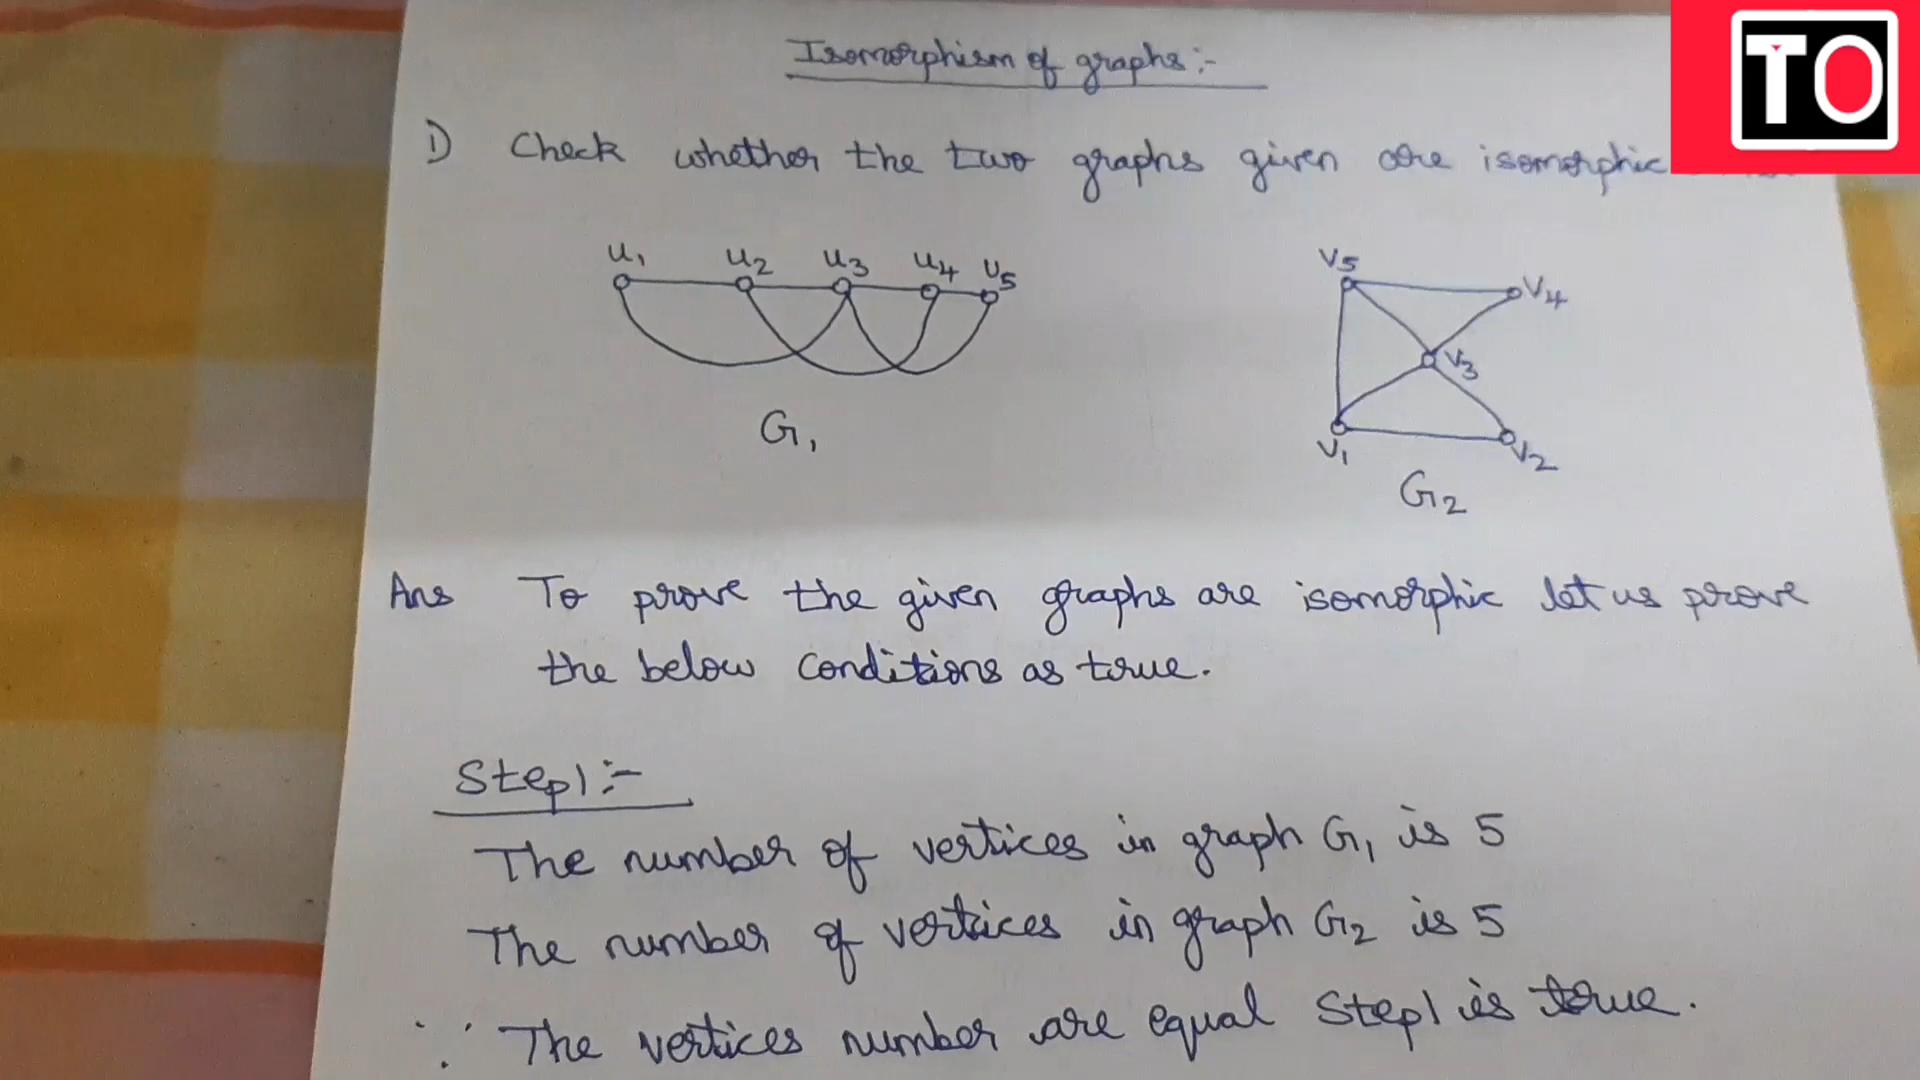 TO
Isomorphism of graphs:-
1) Check whether the two graphs given are isomorphic
u1 u2 u3 u4 u5
G1
v5
v4
v3
v1
v2
G2
Ans To prove the given graphs are isomorphic let us prove
the below conditions as true.
Step1:-
The number of vertices in graph G1 is 5
The number of vertices in graph G2 is 5
∵ The vertices number are equal Step1 is true.